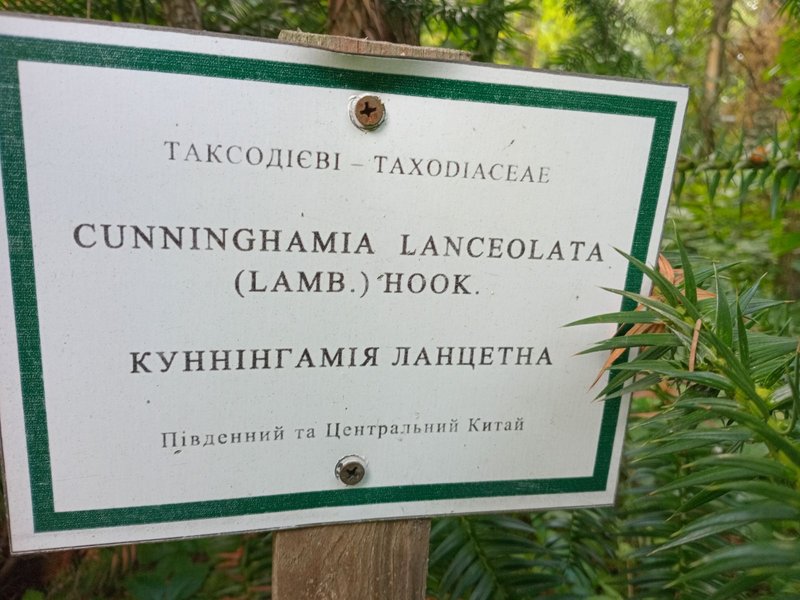 ТАКСОДІЄВІ – TAXODIACEAE
CUNNINGHAMIA LANCEOLATA
(LAMB.) HOOK.
КУННІНГАМІЯ ЛАНЦЕТНА
Південний та Центральний Китай